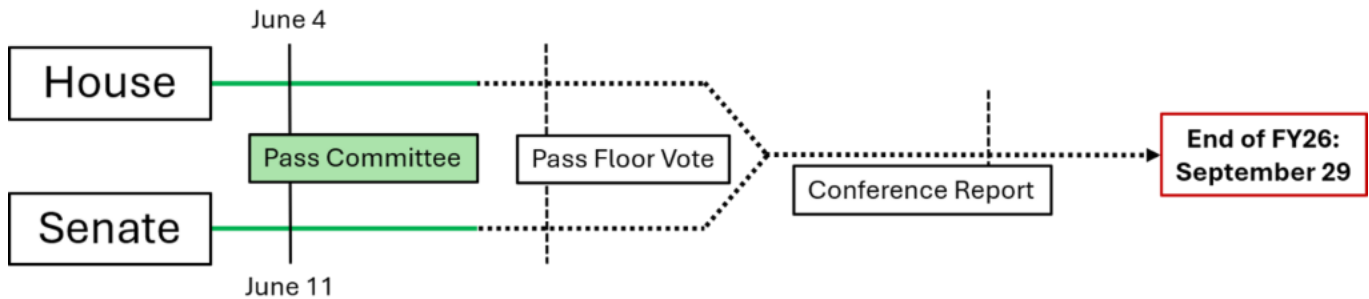 June 4
House
Pass Committee
Pass Floor Vote
Conference Report
End of FY26:
September 29
Senate
June 11